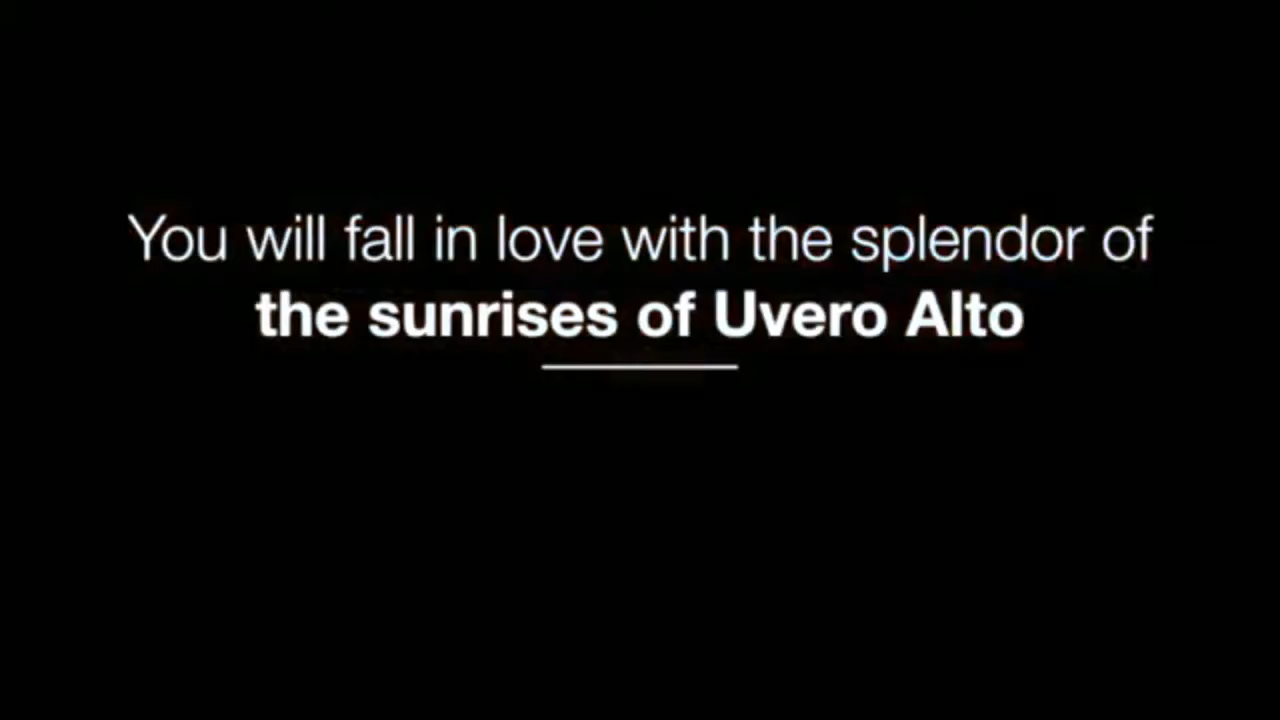 You will fall in love with the splendor of
the sunrises of Uvero Alto